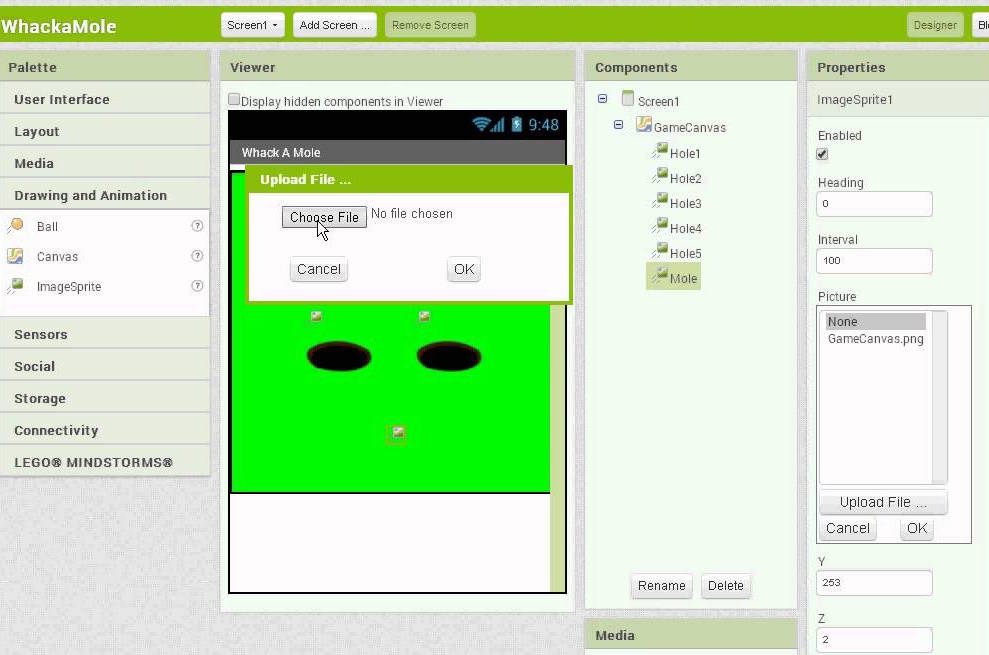 WhackaMole
Screen1
Add Screen ...
Remove Screen
Designer
Palette
User Interface
Layout
Media
Drawing and Animation
Ball
?
Canvas
?
ImageSprite
?
Sensors
Social
Storage
Connectivity
LEGO® MINDSTORMS®
Viewer
Display hidden components in Viewer
9:48
Whack A Mole
Upload File ...
Choose File No file chosen
Cancel OK
Components
Screen1
GameCanvas
Hole1
Hole2
Hole3
Hole4
Hole5
Mole
Rename Delete
Media
Properties
ImageSprite1
Enabled
Heading
0
Interval
100
Picture
None
GameCanvas.png
Upload File ...
Cancel OK
Y
253
Z
2